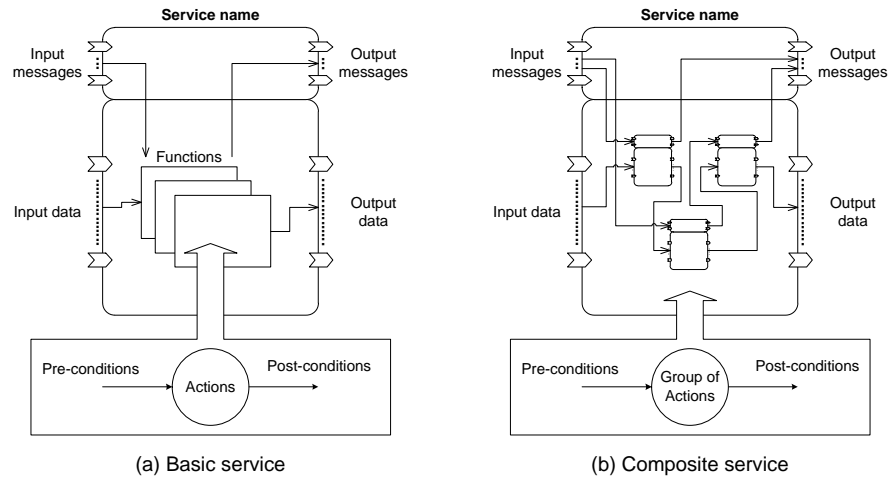 Service name
Input
messages
Output
messages
Functions
Input data
Output
data
Pre-conditions
Post-conditions
Actions
(a) Basic service
Service name
Input
messages
Output
messages
Input data
Output
data
Pre-conditions
Post-conditions
Group of
Actions
(b) Composite service